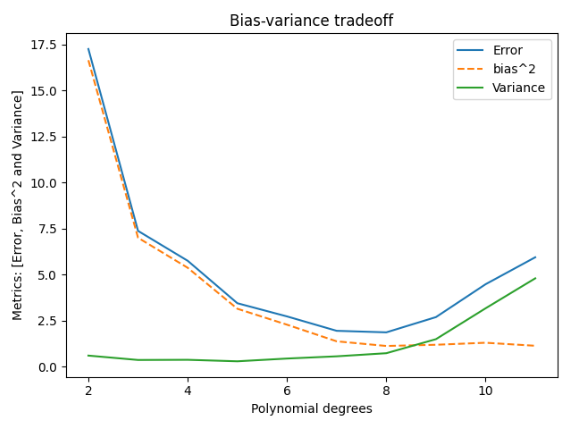 Bias-variance tradeoff
Error
bias^2
Variance
Metrics: [Error, Bias^2 and Variance]
17.5
15.0
12.5
10.0
7.5
5.0
2.5
0.0
2 4 6 8 10
Polynomial degrees